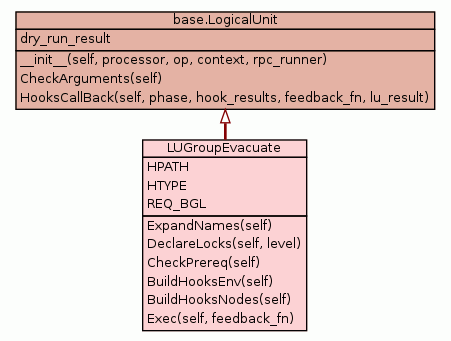 base.LogicalUnit
dry_run_result
__init__(self, processor, op, context, rpc_runner)
CheckArguments(self)
HooksCallBack(self, phase, hook_results, feedback_fn, lu_result)
LUGroupEvacuate
HPATH
HTYPE
REQ_BGL
ExpandNames(self)
DeclareLocks(self, level)
CheckPrereq(self)
BuildHooksEnv(self)
BuildHooksNodes(self)
Exec(self, feedback_fn)